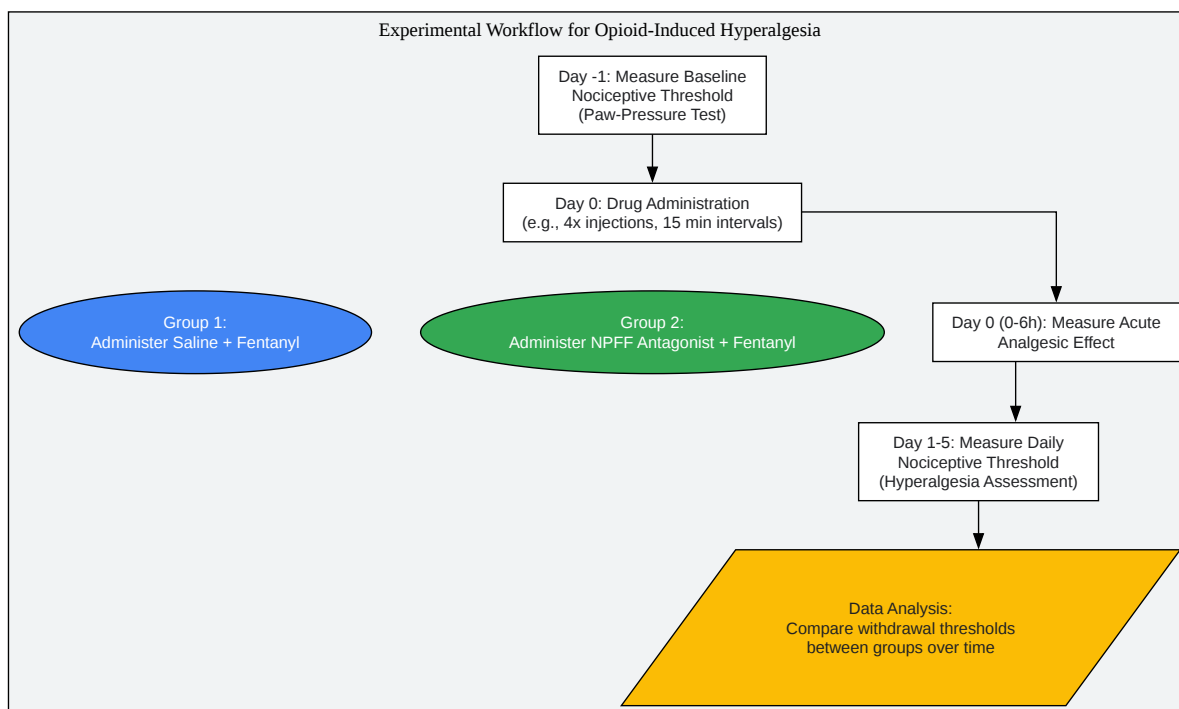 Experimental Workflow for Opioid-Induced Hyperalgesia
Day -1: Measure Baseline
Nociceptive Threshold
(Paw-Pressure Test)
Day 0: Drug Administration
(e.g., 4x injections, 15 min intervals)
Group 1:
Administer Saline + Fentanyl
Group 2:
Administer NPFF Antagonist + Fentanyl
Day 0 (0-6h): Measure Acute
Analgesic Effect
Day 1-5: Measure Daily
Nociceptive Threshold
(Hyperalgesia Assessment)
Data Analysis:
Compare withdrawal thresholds
between groups over time